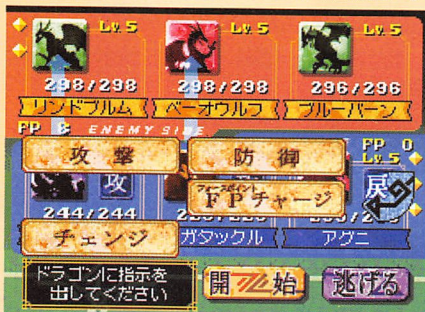 Lv.5 Lv.5 Lv.5
298/298 298/298 296/296
リンドブルム ベーオウルフ ブルーバーン
FP 8 ENEMY SIDE
FP 0
Lv.5
攻撃 防御
攻 戻
フォースポイント
FPチャージ
244/244
チェンジ ガタックル アグニ
ドラゴンに指示を
出してください
開始 逃げる